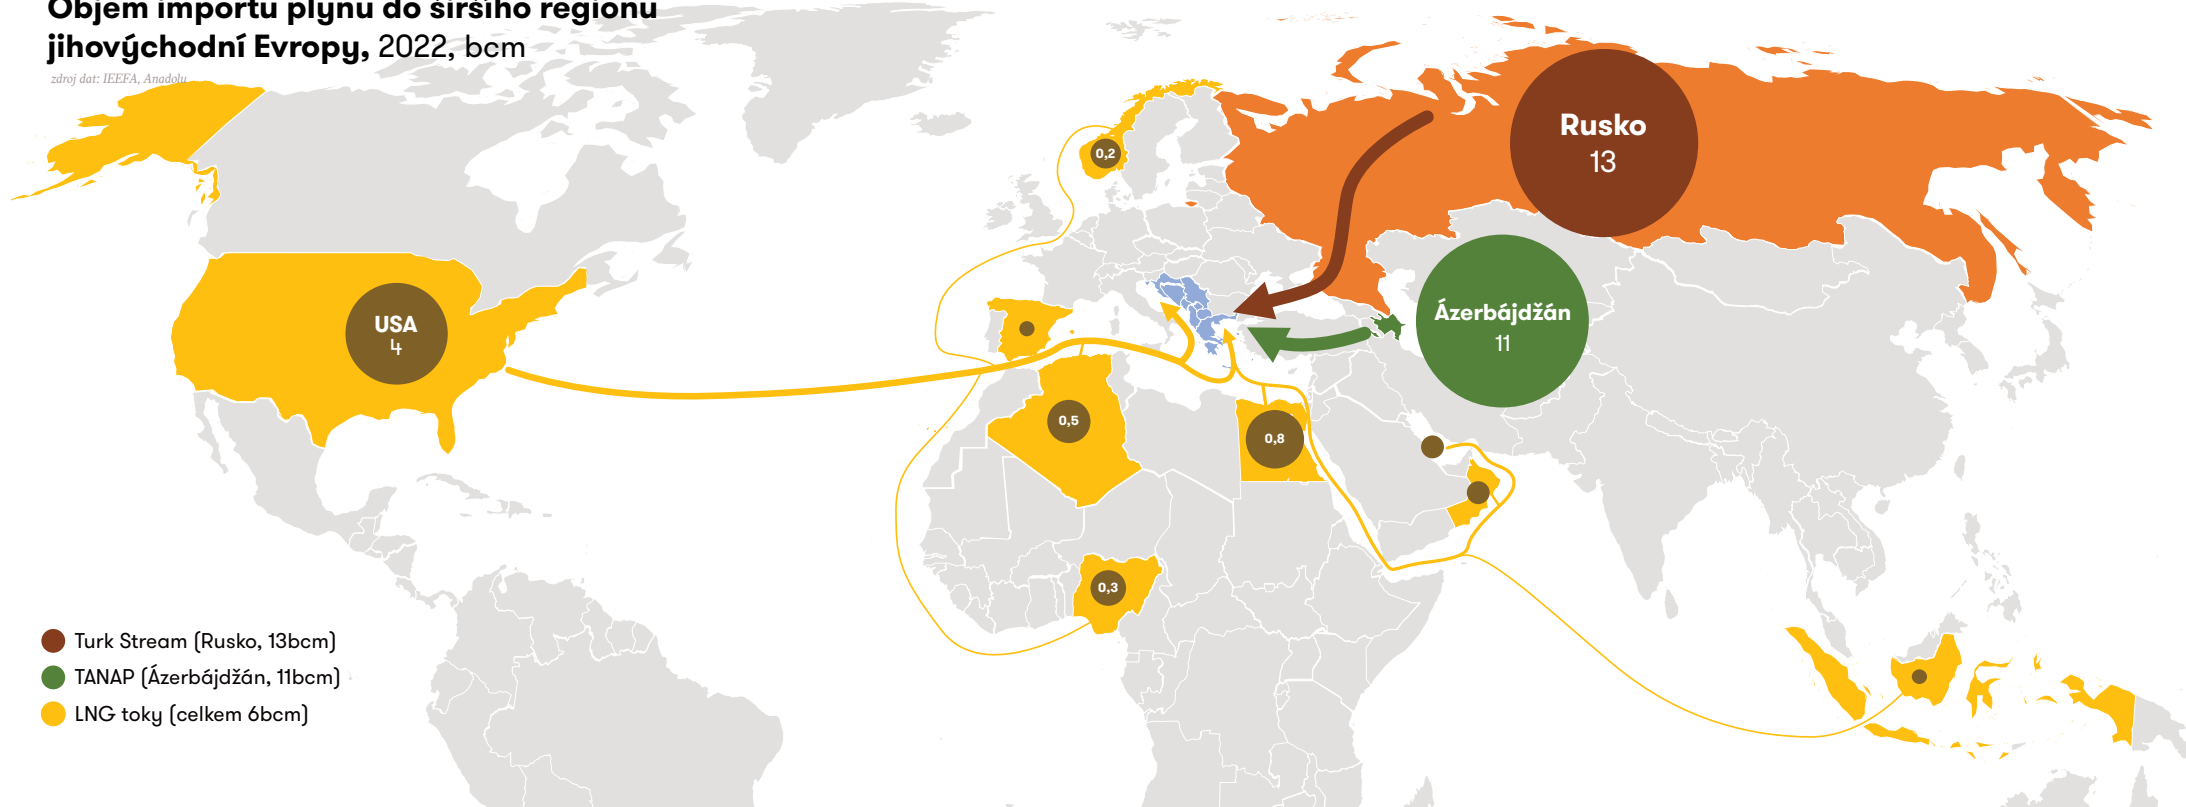 Objem importu plynu do širšího regionu
jihovýchodní Evropy, 2022, bcm
zdroj dat: IEEFA, Anadolu
Rusko
13
0,2
Ázerbájdžán
11
USA
4
0,5
0,8
0,3
Turk Stream (Rusko, 13bcm)
TANAP (Ázerbájdžán, 11bcm)
LNG toky (celkem 6bcm)